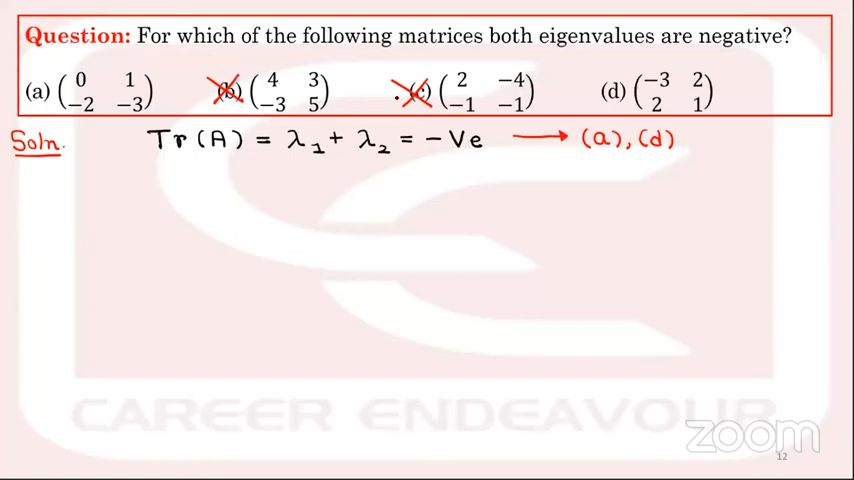 Question: For which of the following matrices both eigenvalues are negative?
(a) ( 0 1 (b) ( 4 3 (c) ( 2 −4 (d) ( −3 2
−2 −3 ) −3 5 ) −1 −1 ) 2 1 )
Soln. Tr (A) = λ₁ + λ₂ = − Ve → (a), (d)
CAREER ENDEAVOUR
zoom
12